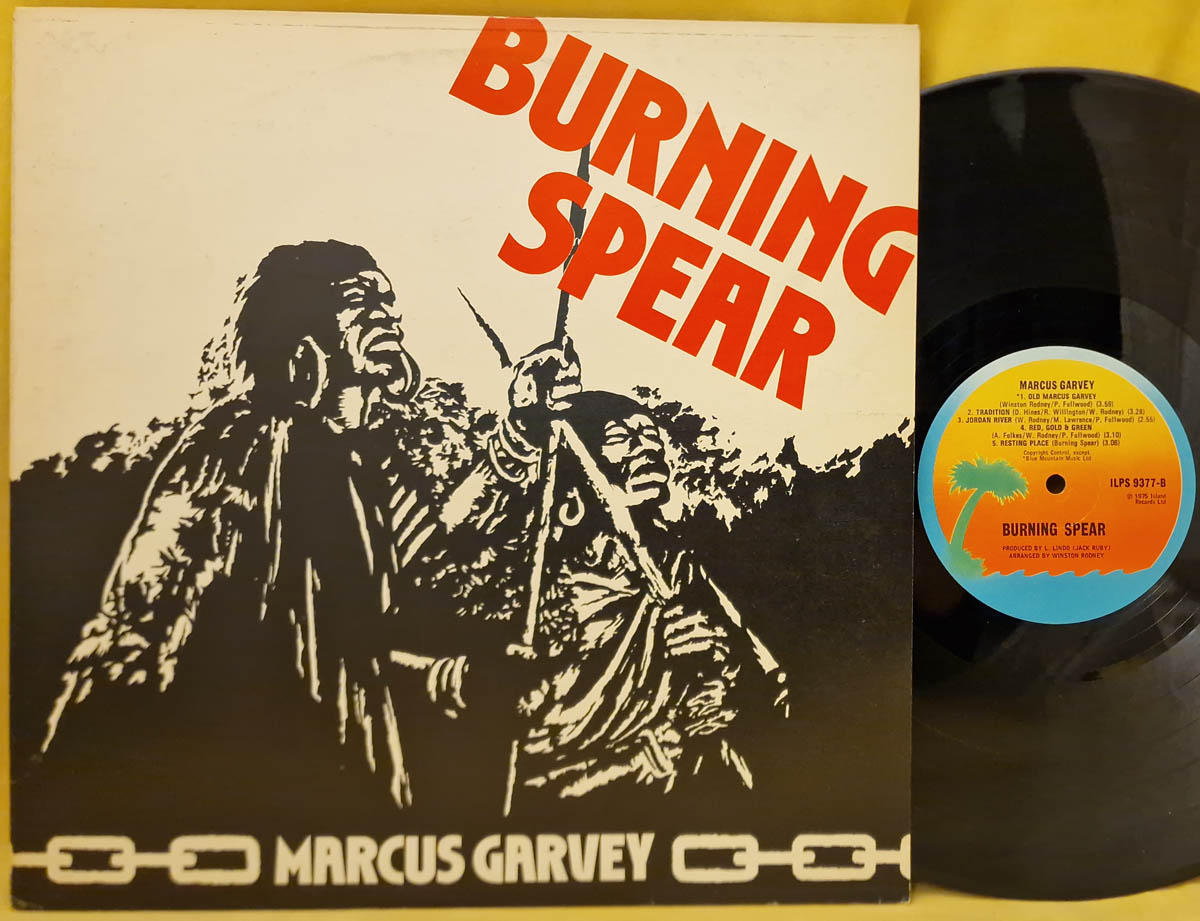 BURNING
SPEAR
MARCUS GARVEY
MARCUS GARVEY
*1. OLD MARCUS GARVEY
(Winston Rodney/P. Fullwood) (3.59)
2. TRADITION (D. Hines/R. Willington/W. Rodney) (3.28)
3. JORDAN RIVER (W. Rodney/M. Lawrence/P. Fullwood) (2.55)
4. RED, GOLD & GREEN
(A. Folkes/W. Rodney/P. Fullwood) (3.10)
5. RESTING PLACE (Burning Spear) (3.08)
Copyright Control, except
*Blue Mountain Music Ltd
ILPS 9377-B
℗ 1975 Island
Records Ltd
BURNING SPEAR
PRODUCED BY L. LINDO (JACK RUBY)
ARRANGED BY WINSTON RODNEY